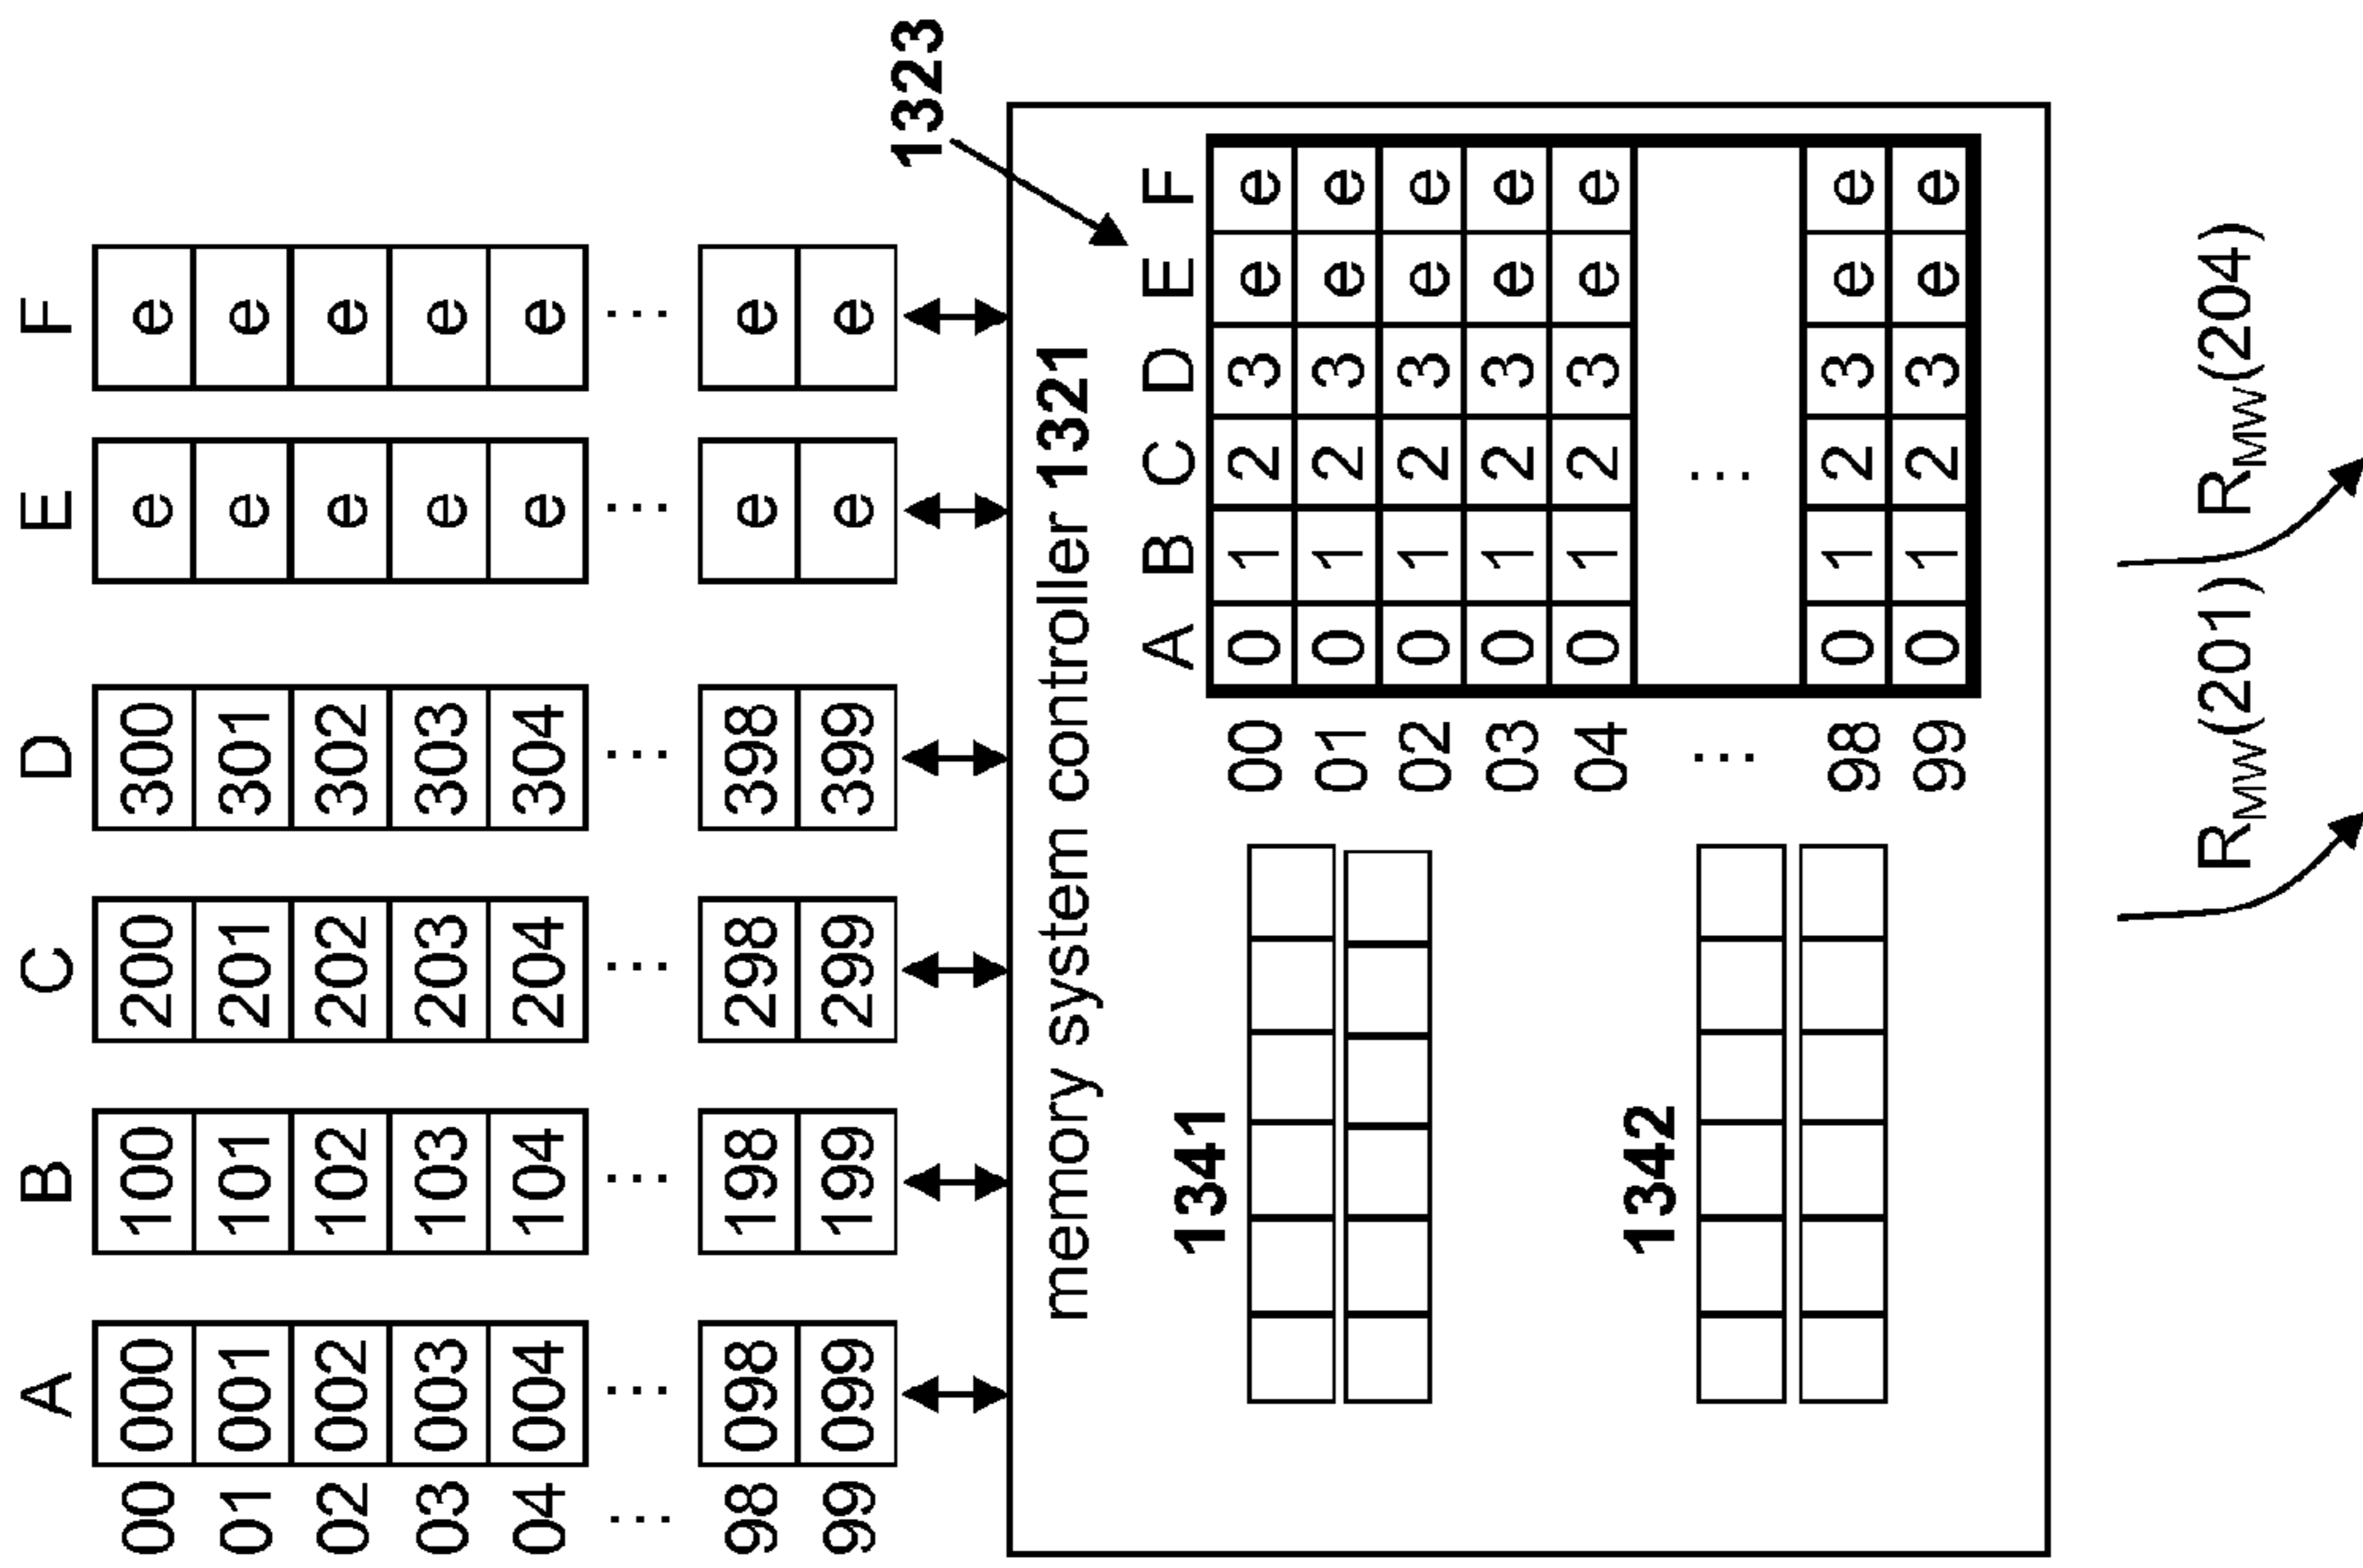 A B C D E F
00 000 100 200 300 e e
01 001 101 201 301 e e
02 002 102 202 302 e e
03 003 103 203 303 e e
04 004 104 204 304 e e
... ... ... ... ... ... ...
98 098 198 298 398 e e
99 099 199 299 399 e e
1323
memory system controller 1321
A B C D E F
1341
00 0 1 2 3 e e
01 0 1 2 3 e e
02 0 1 2 3 e e
03 0 1 2 3 e e
04 0 1 2 3 e e
1342
... ...
98 0 1 2 3 e e
99 0 1 2 3 e e
RMW(201) RMW(204)